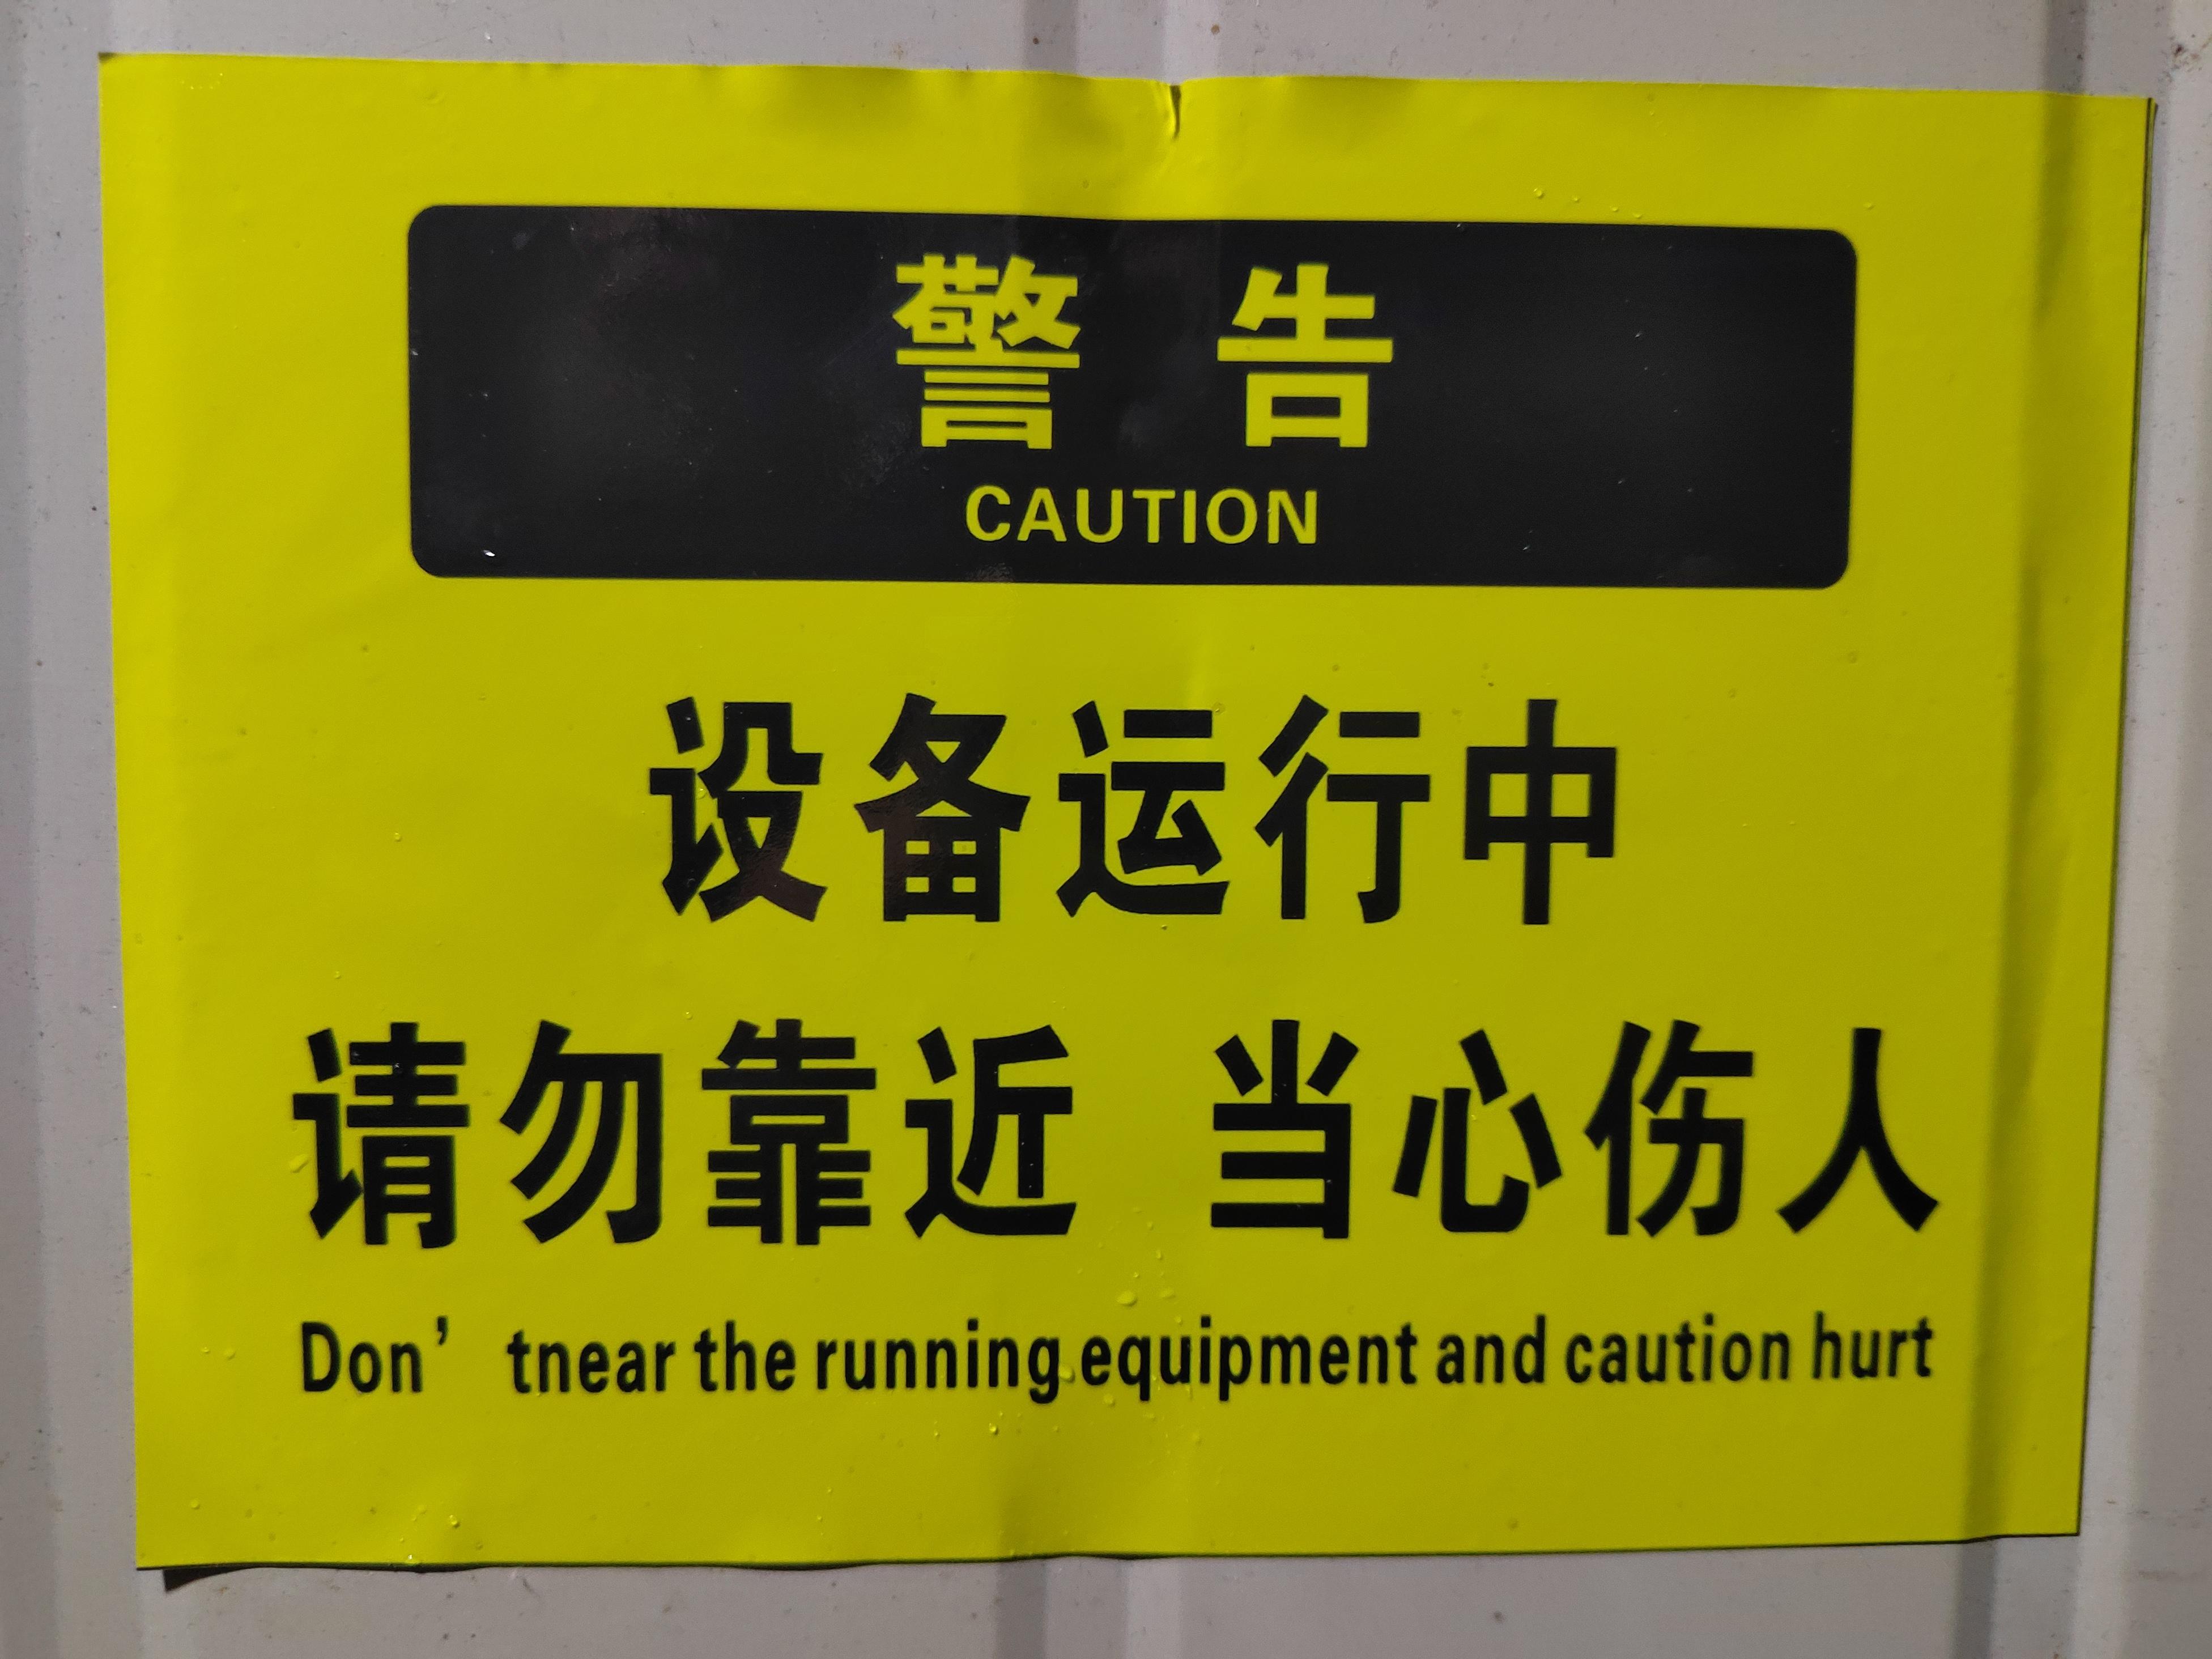 警 告
CAUTION
设备运行中
请勿靠近 当心伤人
Don’ tnear the running equipment and caution hurt